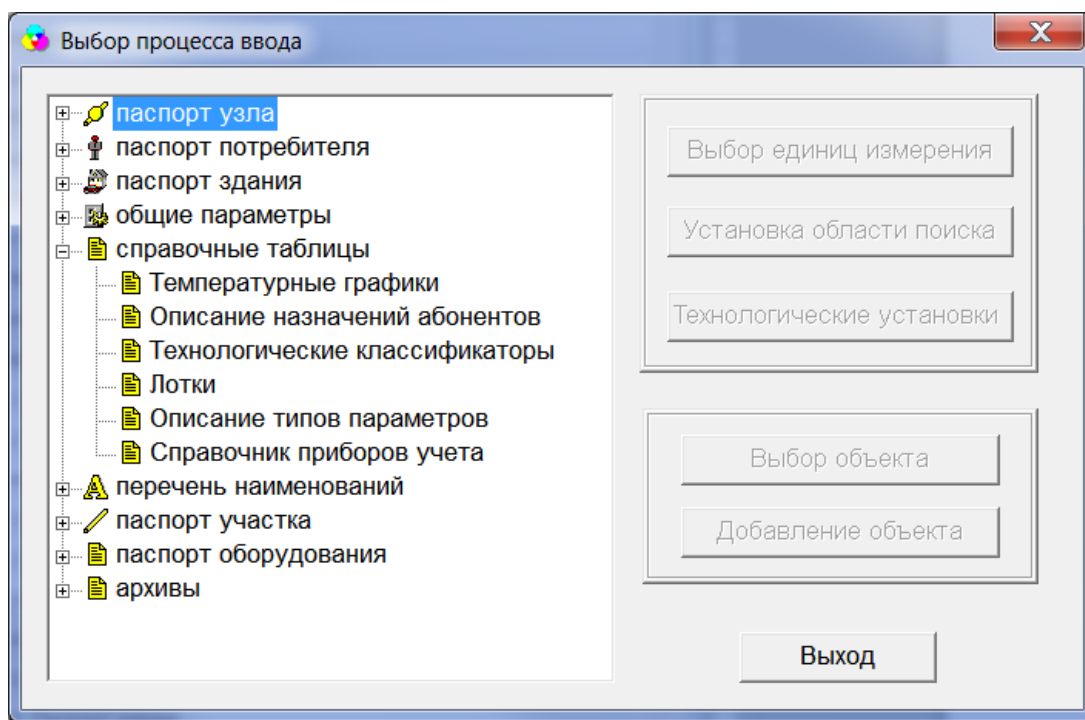 Выбор процесса ввода
паспорт узла
паспорт потребителя
паспорт здания
общие параметры
справочные таблицы
Температурные графики
Описание назначений абонентов
Технологические классификаторы
Лотки
Описание типов параметров
Справочник приборов учета
перечень наименований
паспорт участка
паспорт оборудования
архивы
Выбор единиц измерения
Установка области поиска
Технологические установки
Выбор объекта
Добавление объекта
Выход